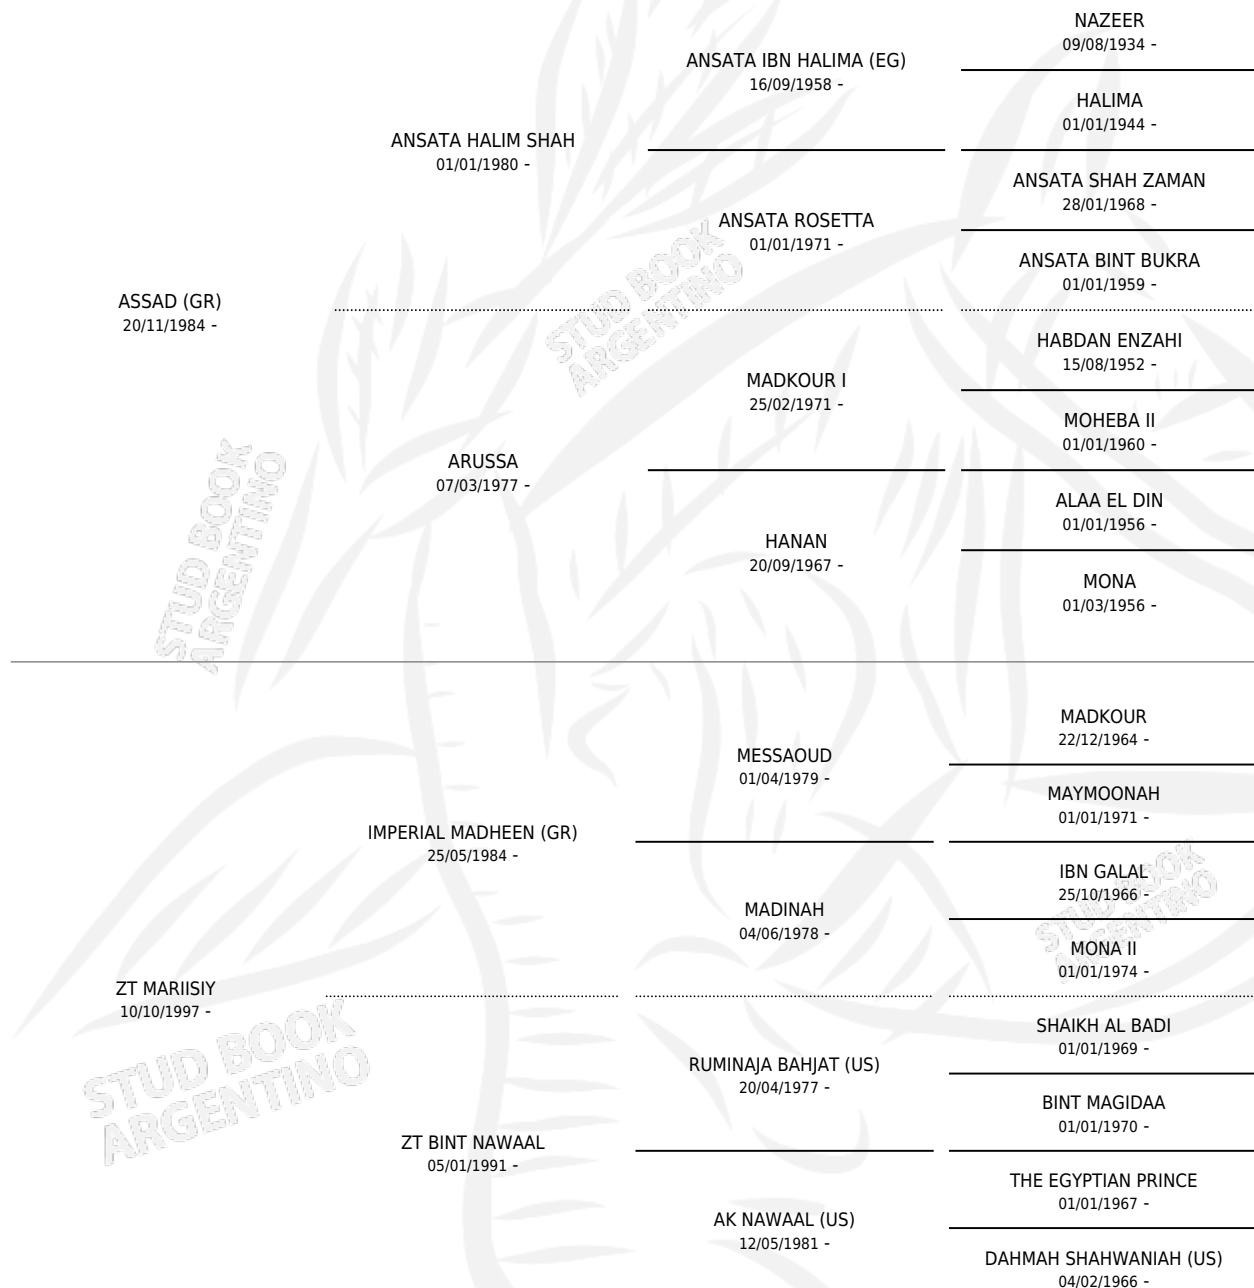 NAZEER
09/08/1934 -
ANSATA IBN HALIMA (EG)
16/09/1958 -
HALIMA
01/01/1944 -
ANSATA HALIM SHAH
01/01/1980 -
ANSATA SHAH ZAMAN
28/01/1968 -
ANSATA ROSETTA
01/01/1971 -
ANSATA BINT BUKRA
01/01/1959 -
ASSAD (GR)
20/11/1984 -
HABDAN ENZAHI
15/08/1952 -
MADKOUR I
25/02/1971 -
MOHEBA II
01/01/1960 -
ARUSSA
07/03/1977 -
ALAA EL DIN
01/01/1956 -
HANAN
20/09/1967 -
MONA
01/03/1956 -
MADKOUR
22/12/1964 -
MESSAOUD
01/04/1979 -
MAYMOONAH
01/01/1971 -
IMPERIAL MADHEEN (GR)
25/05/1984 -
IBN GALAL
25/10/1966 -
MADINAH
04/06/1978 -
MONA II
01/01/1974 -
ZT MARIISIY
10/10/1997 -
SHAIKH AL BADI
01/01/1969 -
RUMINAJA BAHJAT (US)
20/04/1977 -
BINT MAGIDAA
01/01/1970 -
ZT BINT NAWAAL
05/01/1991 -
THE EGYPTIAN PRINCE
01/01/1967 -
AK NAWAAL (US)
12/05/1981 -
DAHMAH SHAHWANIAH (US)
04/02/1966 -
STUD BOOK
ARGENTINO
STUD BOOK
ARGENTINO
STUD BOOK
ARGENTINO
STUD BOOK
ARGENTINO